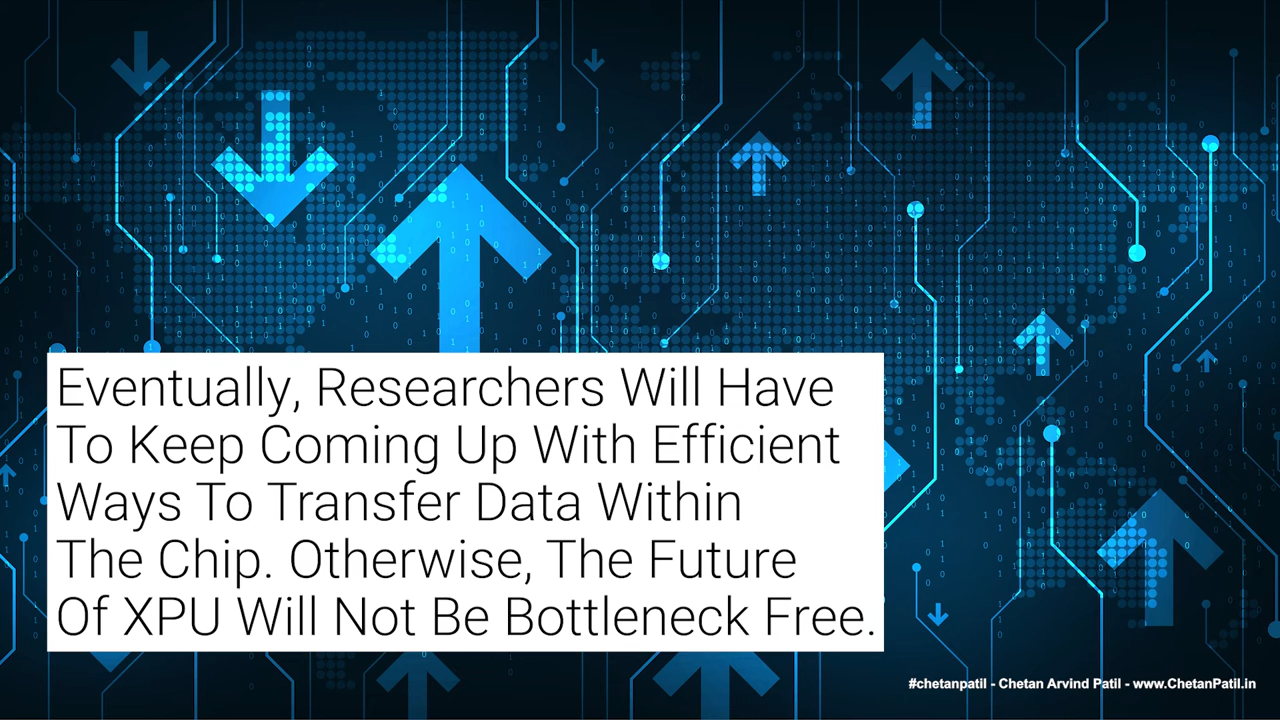 Eventually, Researchers Will Have
To Keep Coming Up With Efficient
Ways To Transfer Data Within
The Chip. Otherwise, The Future
Of XPU Will Not Be Bottleneck Free.
#chetanpatil - Chetan Arvind Patil - www.ChetanPatil.in